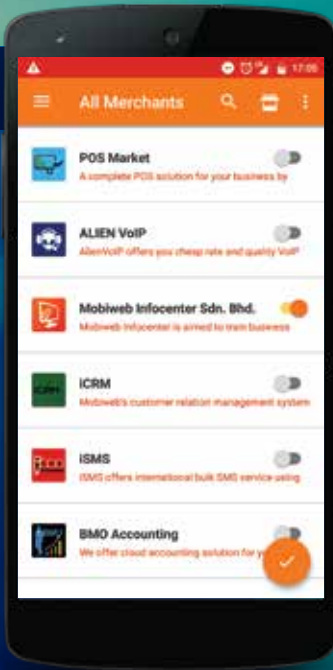 17:05
All Merchants
POS Market
A complete POS solution for your business by
ALIEN VoIP
AlienVoIP offers you cheap rate and quality VoIP
Mobiweb Infocenter Sdn. Bhd.
Mobiweb Infocenter is aimed to train business
iCRM
Mobiweb's customer relation management system
iSMS
iSMS offers international bulk SMS service using
BMO Accounting
We offer cloud accounting solution for y